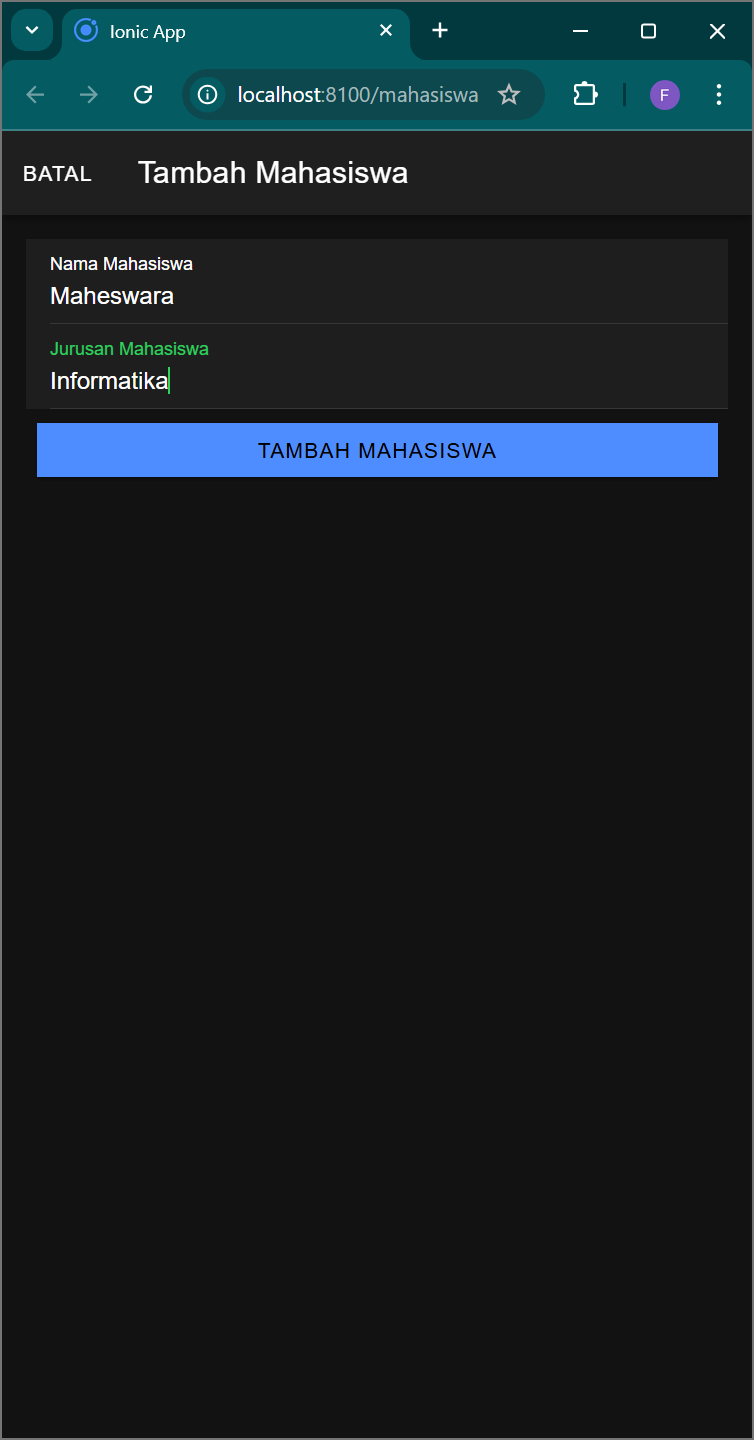 Ionic App
localhost:8100/mahasiswa
F
BATAL
Tambah Mahasiswa
Nama Mahasiswa
Maheswara
Jurusan Mahasiswa
Informatika
TAMBAH MAHASISWA